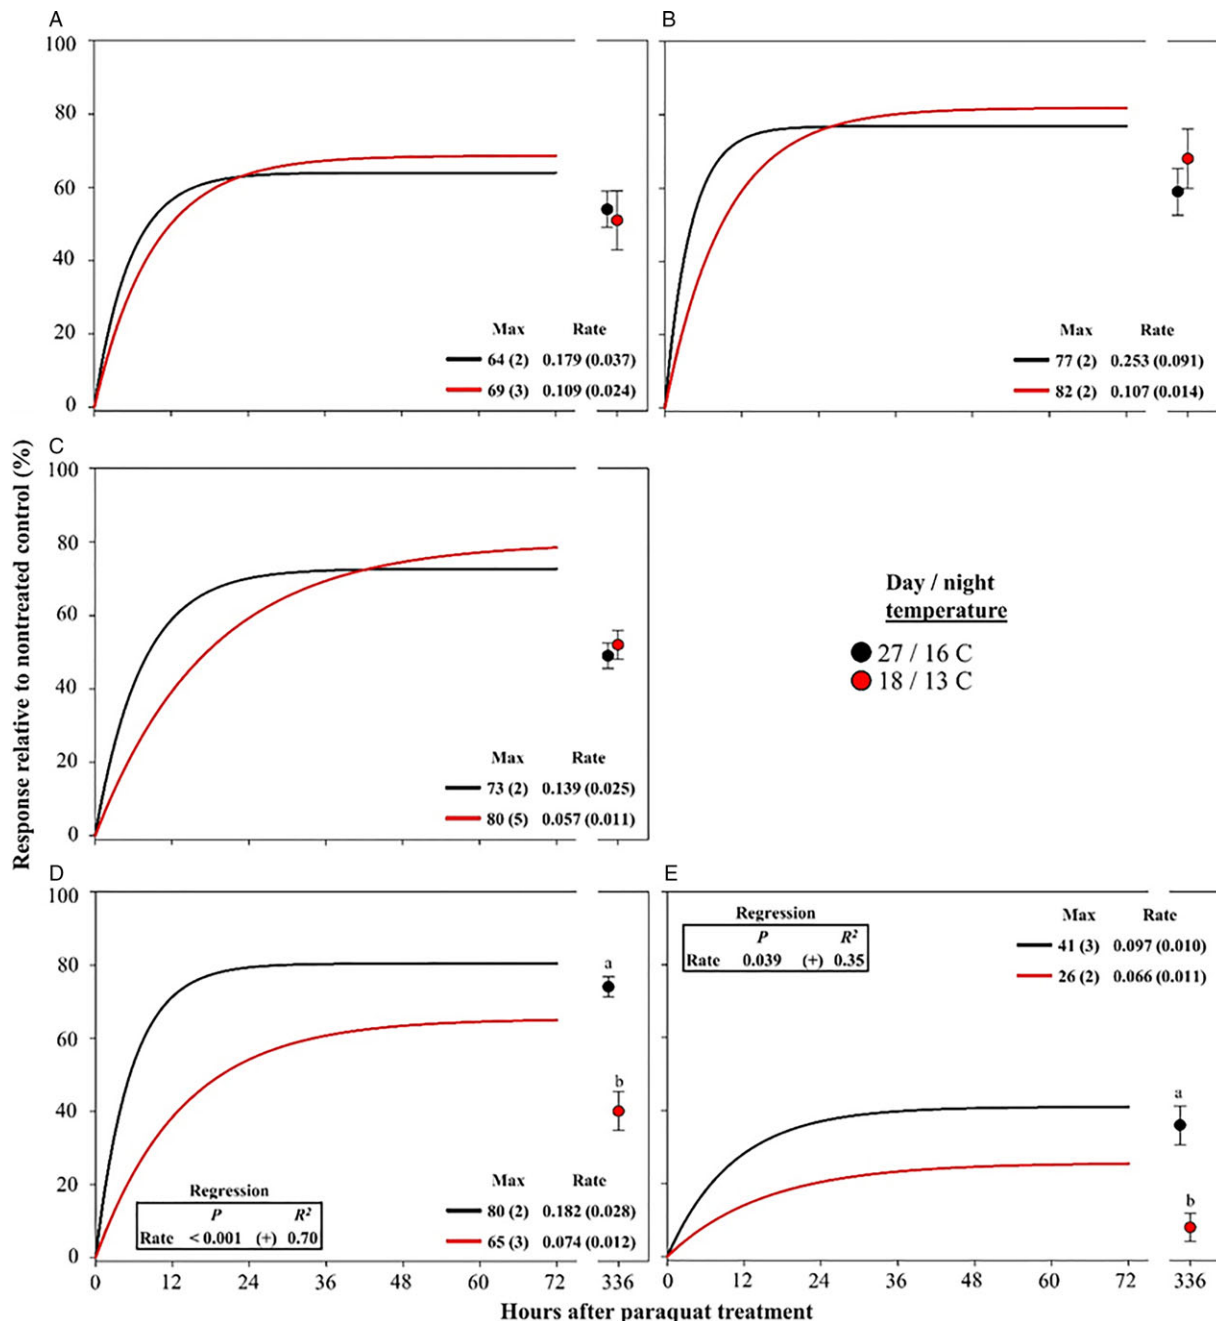 A
B
100
80
60
40
20
0
Max Rate
64 (2) 0.179 (0.037)
69 (3) 0.109 (0.024)
Max Rate
77 (2) 0.253 (0.091)
82 (2) 0.107 (0.014)
Response relative to nontreated control (%)
C
100
80
60
40
20
0
Max Rate
73 (2) 0.139 (0.025)
80 (5) 0.057 (0.011)
Day / night
temperature
27 / 16 C
18 / 13 C
D
100
80
60
40
20
0
a
b
Regression
P R²
Rate < 0.001 (+) 0.70
Max Rate
80 (2) 0.182 (0.028)
65 (3) 0.074 (0.012)
0 12 24 36 48 60 72 336
E
Regression
P R²
Rate 0.039 (+) 0.35
Max Rate
41 (3) 0.097 (0.010)
26 (2) 0.066 (0.011)
a
b
0 12 24 36 48 60 72 336
Hours after paraquat treatment